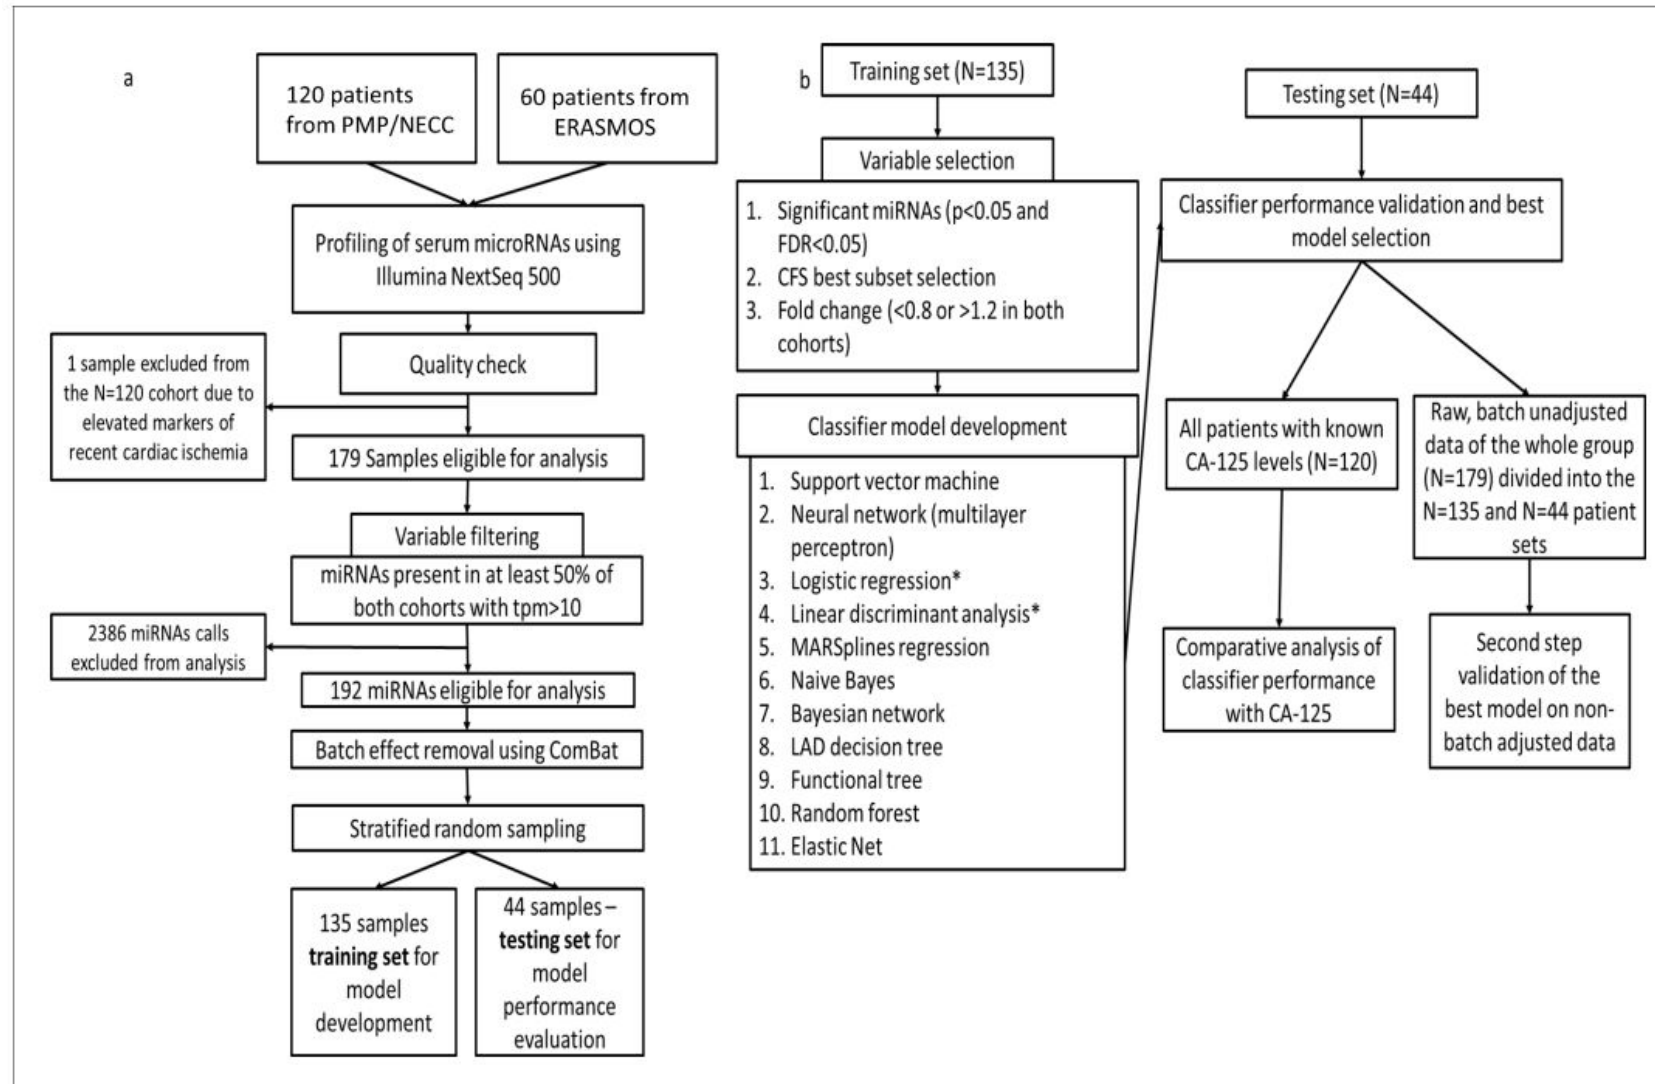 a
120 patients
from PMP/NECC
60 patients from
ERASMOS
Profiling of serum microRNAs using
Illumina NextSeq 500
Quality check
1 sample excluded from
the N=120 cohort due to
elevated markers of
recent cardiac ischemia
179 Samples eligible for analysis
Variable filtering
miRNAs present in at least 50% of
both cohorts with tpm>10
2386 miRNAs calls
excluded from analysis
192 miRNAs eligible for analysis
Batch effect removal using ComBat
Stratified random sampling
135 samples
training set for
model
development
44 samples –
testing set for
model
performance
evaluation
b
Training set (N=135)
Variable selection
1. Significant miRNAs (p<0.05 and
FDR<0.05)
2. CFS best subset selection
3. Fold change (<0.8 or >1.2 in both
cohorts)
Classifier model development
1. Support vector machine
2. Neural network (multilayer
perceptron)
3. Logistic regression*
4. Linear discriminant analysis*
5. MARSplines regression
6. Naive Bayes
7. Bayesian network
8. LAD decision tree
9. Functional tree
10. Random forest
11. Elastic Net
Testing set (N=44)
Classifier performance validation and best
model selection
All patients with known
CA-125 levels (N=120)
Comparative analysis of
classifier performance
with CA-125
Raw, batch unadjusted
data of the whole group
(N=179) divided into the
N=135 and N=44 patient
sets
Second step
validation of the
best model on non-
batch adjusted data